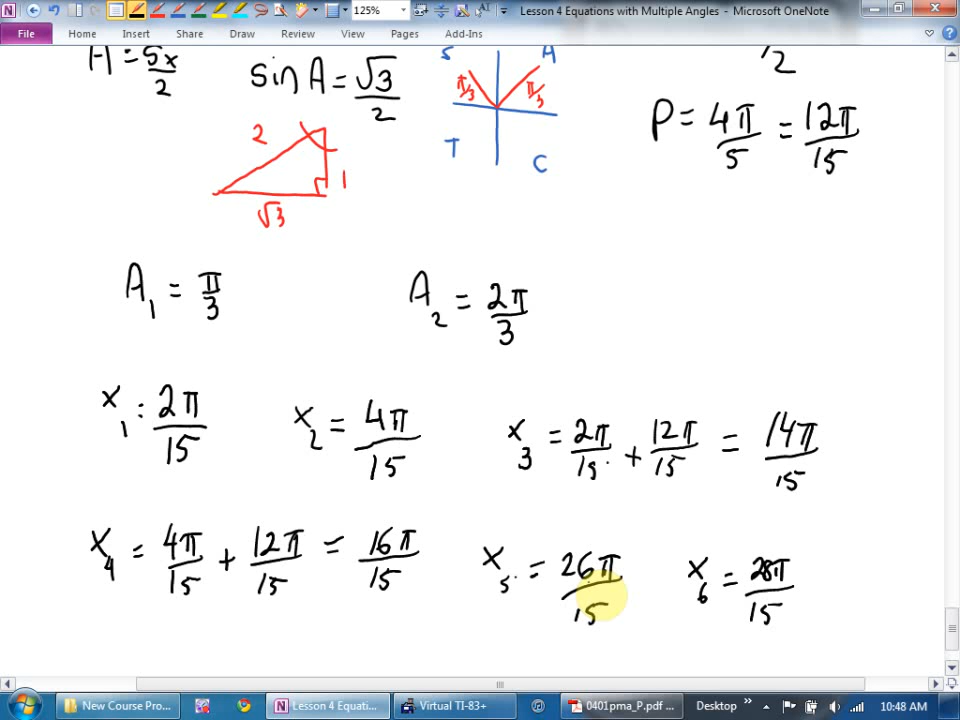 Lesson 4 Equations with Multiple Angles - Microsoft OneNote
File Home Insert Share Draw Review View Pages Add-Ins
125%
A = 5x/2
sin A = √3/2
S A
π/3 π/3
T C
2
1
√3
π/2
P = 4π/5 = 12π/15
A₁ = π/3
A₂ = 2π/3
x₁ = 2π/15
x₂ = 4π/15
x₃ = 2π/15 + 12π/15 = 14π/15
x₄ = 4π/15 + 12π/15 = 16π/15
x₅ = 26π/15
x₆ = 28π/15
New Course Pro... Lesson 4 Equati... Virtual TI-83+ 0401pma_P.pdf ... Desktop » 10:48 AM